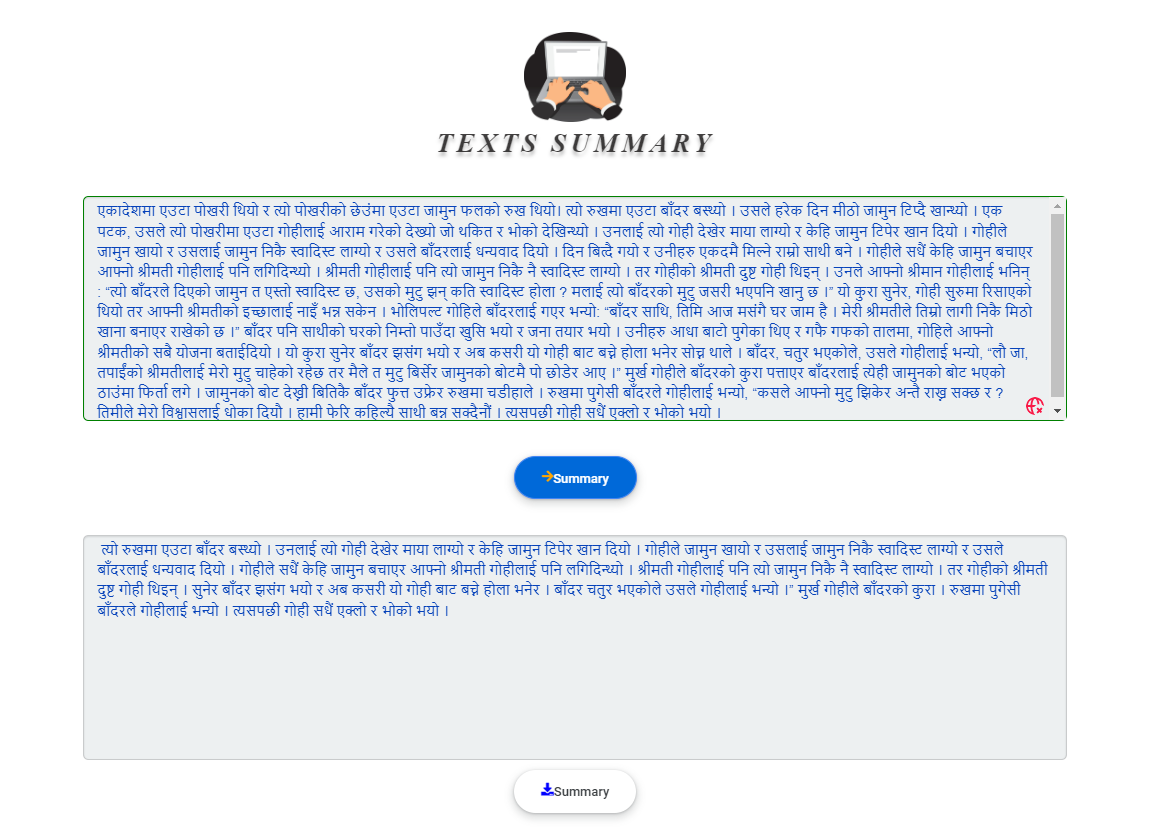 TEXTS SUMMARY
एकादेशमा एउटा पोखरी थियो र त्यो पोखरीको छेउंमा एउटा जामुन फलको रुख थियो। त्यो रुखमा एउटा बाँदर बस्थ्यो । उसले हरेक दिन मीठो जामुन टिप्दै खान्थ्यो । एक
पटक, उसले त्यो पोखरीमा एउटा गोहीलाई आराम गरेको देख्यो जो थकित र भोको देखिन्थ्यो । उनलाई त्यो गोही देखेर माया लाग्यो र केहि जामुन टिपेर खान दियो । गोहीले
जामुन खायो र उसलाई जामुन निकै स्वादिस्ट लाग्यो र उसले बाँदरलाई धन्यवाद दियो । दिन बित्दै गयो र उनीहरु एकदमै मिल्ने राम्रो साथी बने । गोहीले सधैं केहि जामुन बचाएर
आफ्नो श्रीमती गोहीलाई पनि लगिदिन्थ्यो । श्रीमती गोहीलाई पनि त्यो जामुन निकै नै स्वादिस्ट लाग्यो । तर गोहीको श्रीमती दुष्ट गोही थिइन् । उनले आफ्नो श्रीमान गोहीलाई भनिन्
: “त्यो बाँदरले दिएको जामुन त एस्तो स्वादिस्ट छ, उसको मुटु झन् कति स्वादिस्ट होला ? मलाई त्यो बाँदरको मुटु जसरी भएपनि खानु छ ।” यो कुरा सुनेर, गोही सुरुमा रिसाएको
थियो तर आफ्नी श्रीमतीको इच्छालाई नाइँ भन्न सकेन । भोलिपल्ट गोहिले बाँदरलाई गएर भन्यो: “बाँदर साथि, तिमि आज मसंगै घर जाम है । मेरी श्रीमतीले तिम्रो लागी निकै मिठो
खाना बनाएर राखेको छ ।” बाँदर पनि साथीको घरको निम्तो पाउँदा खुसि भयो र जना तयार भयो । उनीहरु आधा बाटो पुगेका थिए र गफै गफको तालमा, गोहिले आफ्नो
श्रीमतीको सबै योजना बताईदियो । यो कुरा सुनेर बाँदर झसंग भयो र अब कसरी यो गोही बाट बच्ने होला भनेर सोच्न थाले । बाँदर, चतुर भएकोले, उसले गोहीलाई भन्यो, “लौ जा,
तपाईंको श्रीमतीलाई मेरो मुटु चाहेको रहेछ तर मैले त मुटु बिर्सेर जामुनको बोटमै पो छोडेर आए ।” मुर्ख गोहीले बाँदरको कुरा पत्ताएर बाँदरलाई त्येही जामुनको बोट भएको
ठाउंमा फिर्ता लगे । जामुनको बोट देख्नी बितिकै बाँदर फुत्त उफ्रेर रुखमा चडीहाले । रुखमा पुगेसी बाँदरले गोहीलाई भन्यो, “कसले आफ्नो मुटु झिकेर अन्तै राख्न सक्छ र ?
तिमीले मेरो विश्वासलाई धोका दियौ । हामी फेरि कहिल्यै साथी बन्न सक्दैनौं । त्यसपछी गोही सधैं एक्लो र भोको भयो ।
Summary
त्यो रुखमा एउटा बाँदर बस्थ्यो । उनलाई त्यो गोही देखेर माया लाग्यो र केहि जामुन टिपेर खान दियो । गोहीले जामुन खायो र उसलाई जामुन निकै स्वादिस्ट लाग्यो र उसले
बाँदरलाई धन्यवाद दियो । गोहीले सधैं केहि जामुन बचाएर आफ्नो श्रीमती गोहीलाई पनि लगिदिन्थ्यो । श्रीमती गोहीलाई पनि त्यो जामुन निकै नै स्वादिस्ट लाग्यो । तर गोहीको श्रीमती
दुष्ट गोही थिइन् । सुनेर बाँदर झसंग भयो र अब कसरी यो गोही बाट बच्ने होला भनेर । बाँदर चतुर भएकोले उसले गोहीलाई भन्यो ।” मुर्ख गोहीले बाँदरको कुरा । रुखमा पुगेसी
बाँदरले गोहीलाई भन्यो । त्यसपछी गोही सधैं एक्लो र भोको भयो ।
Summary